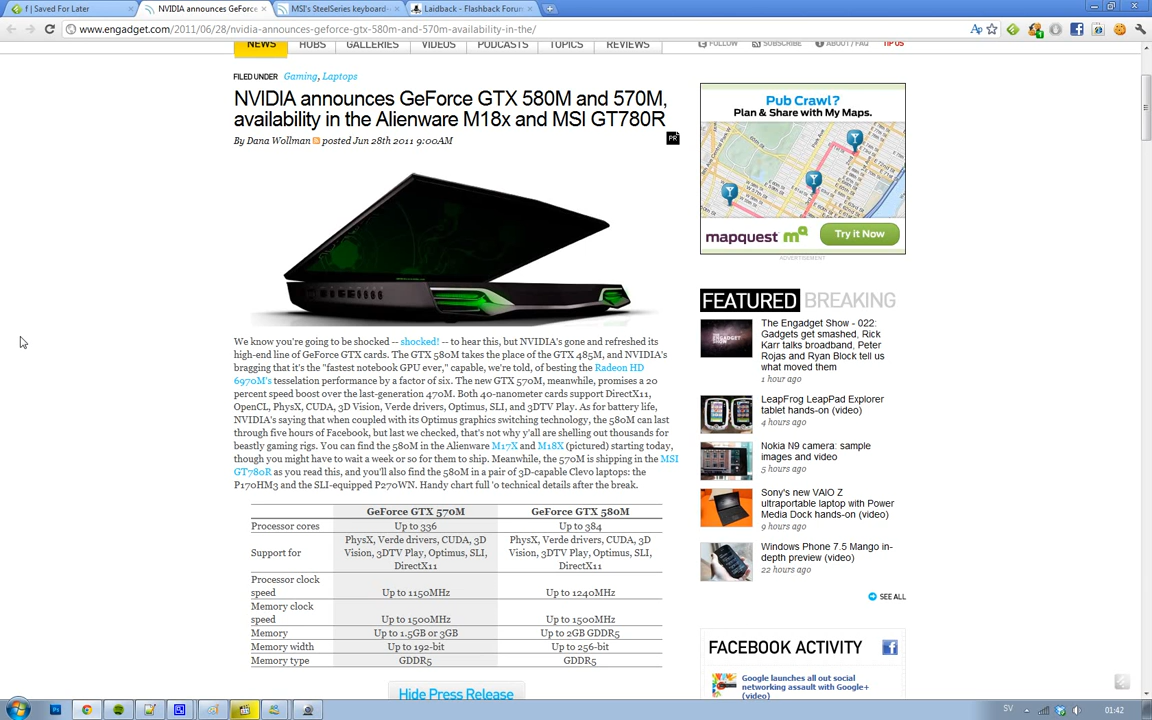 f | Saved For Later
NVIDIA announces GeForce
MSI's SteelSeries keyboard-
Laidback - Flashback Forum
www.engadget.com/2011/06/28/nvidia-announces-geforce-gtx-580m-and-570m-availability-in-the/
NEWS HUBS GALLERIES VIDEOS PODCASTS TOPICS REVIEWS
FOLLOW SUBSCRIBE ABOUT / FAQ TIP US
FILED UNDER Gaming, Laptops
NVIDIA announces GeForce GTX 580M and 570M,
availability in the Alienware M18x and MSI GT780R
By Dana Wollman posted Jun 28th 2011 9:00AM
PR
We know you're going to be shocked -- shocked! -- to hear this, but NVIDIA's gone and refreshed its
high-end line of GeForce GTX cards. The GTX 580M takes the place of the GTX 485M, and NVIDIA's
bragging that it's the "fastest notebook GPU ever," capable, we're told, of besting the Radeon HD
6970M's tesselation performance by a factor of six. The new GTX 570M, meanwhile, promises a 20
percent speed boost over the last-generation 470M. Both 40-nanometer cards support DirectX11,
OpenCL, PhysX, CUDA, 3D Vision, Verde drivers, Optimus, SLI, and 3DTV Play. As for battery life,
NVIDIA's saying that when coupled with its Optimus graphics switching technology, the 580M can last
through five hours of Facebook, but last we checked, that's not why y'all are shelling out thousands for
beastly gaming rigs. You can find the 580M in the Alienware M17X and M18X (pictured) starting today,
though you might have to wait a week or so for them to ship. Meanwhile, the 570M is shipping in the MSI
GT780R as you read this, and you'll also find the 580M in a pair of 3D-capable Clevo laptops: the
P170HM3 and the SLI-equipped P270WN. Handy chart full 'o technical details after the break.
GeForce GTX 570M GeForce GTX 580M
Processor cores Up to 336 Up to 384
Support for
PhysX, Verde drivers, CUDA, 3D
Vision, 3DTV Play, Optimus, SLI,
DirectX11
PhysX, Verde drivers, CUDA, 3D
Vision, 3DTV Play, Optimus, SLI,
DirectX11
Processor clock
speed Up to 1150MHz Up to 1240MHz
Memory clock
speed Up to 1500MHz Up to 1500MHz
Memory Up to 1.5GB or 3GB Up to 2GB GDDR5
Memory width Up to 192-bit Up to 256-bit
Memory type GDDR5 GDDR5
Hide Press Release
Pub Crawl?
Plan & Share with My Maps.
mapquest Try it Now
ADVERTISEMENT
FEATURED BREAKING
The Engadget Show - 022:
Gadgets get smashed, Rick
Karr talks broadband, Peter
Rojas and Ryan Block tell us
what moved them
1 hour ago
LeapFrog LeapPad Explorer
tablet hands-on (video)
4 hours ago
Nokia N9 camera: sample
images and video
5 hours ago
Sony's new VAIO Z
ultraportable laptop with Power
Media Dock hands-on (video)
9 hours ago
Windows Phone 7.5 Mango in-
depth preview (video)
22 hours ago
SEE ALL
FACEBOOK ACTIVITY
Google launches all out social
networking assault with Google+
(video)
SV 01:42